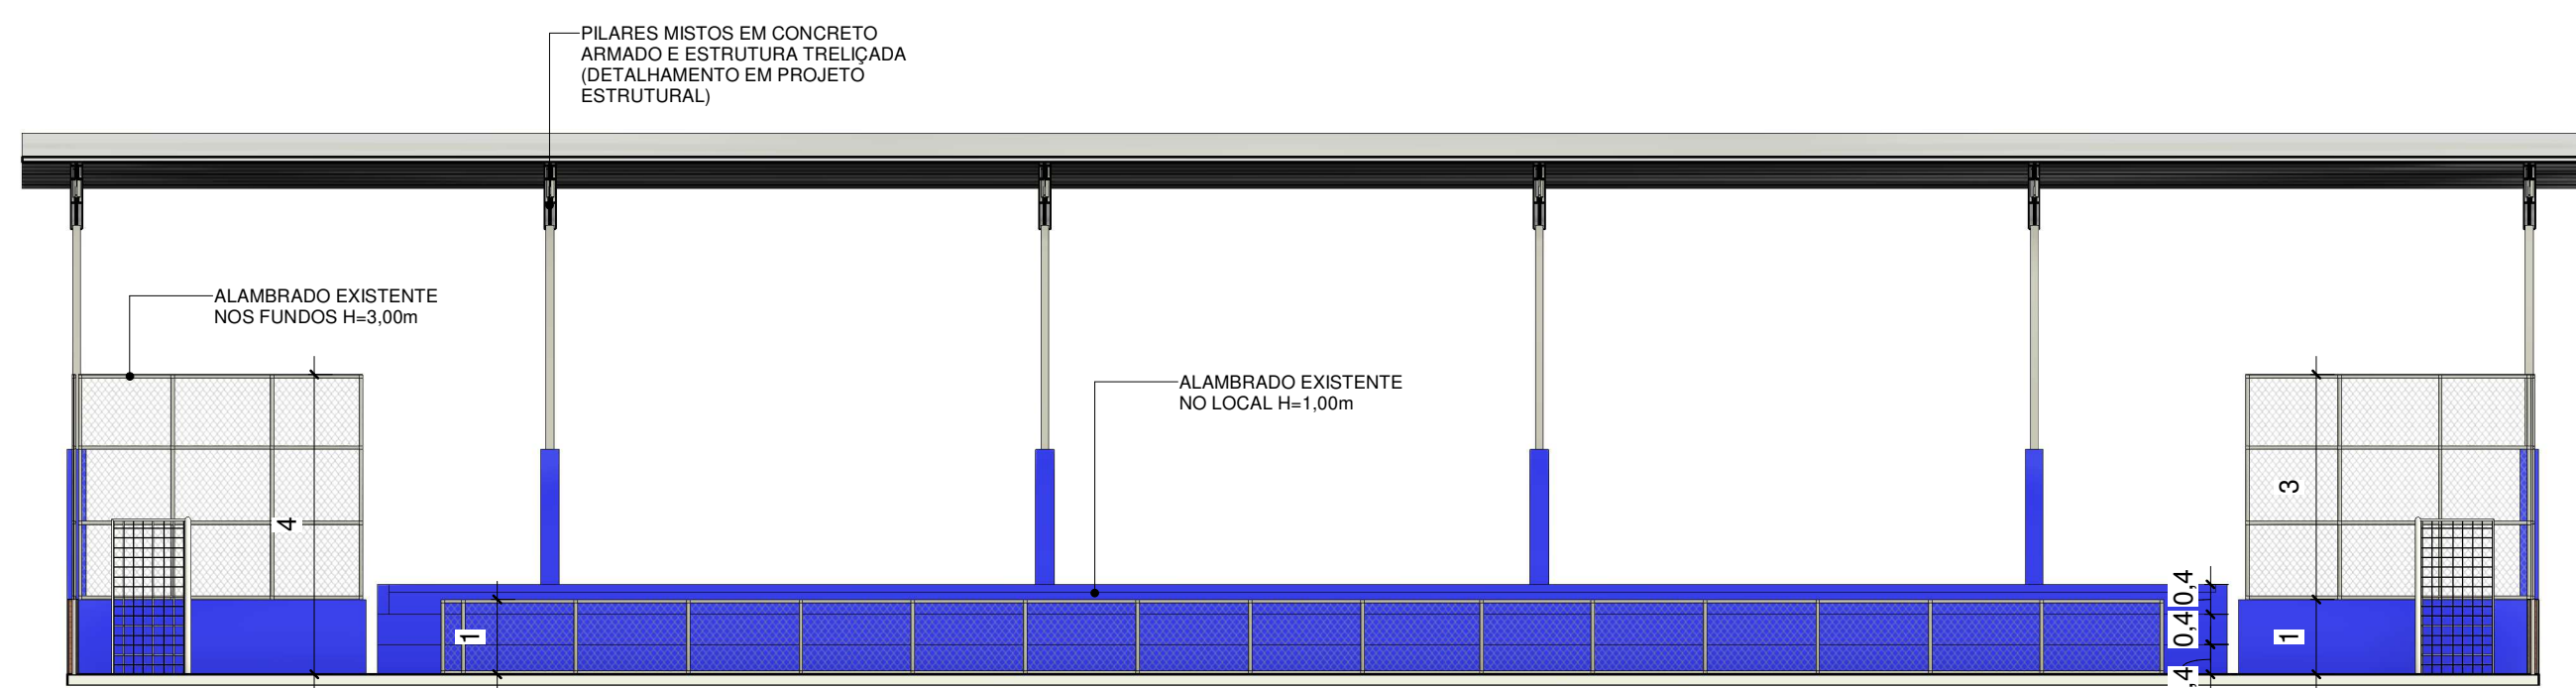 PILARES MISTOS EM CONCRETO
ARMADO E ESTRUTURA TRELIÇADA
(DETALHAMENTO EM PROJETO
ESTRUTURAL)
ALAMBRADO EXISTENTE
NOS FUNDOS H=3,00m
ALAMBRADO EXISTENTE
NO LOCAL H=1,00m
4
3
1
1
0,4
0,4
,4